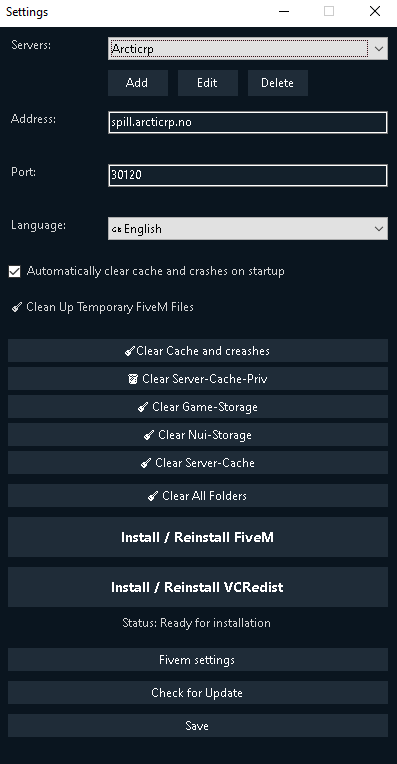 Settings
Servers:
Arcticrp
Add Edit Delete
Address:
spill.arcticrp.no
Port:
30120
Language:
GB English
Automatically clear cache and crashes on startup
Clean Up Temporary FiveM Files
Clear Cache and creashes
Clear Server-Cache-Priv
Clear Game-Storage
Clear Nui-Storage
Clear Server-Cache
Clear All Folders
Install / Reinstall FiveM
Install / Reinstall VCRedist
Status: Ready for installation
Fivem settings
Check for Update
Save